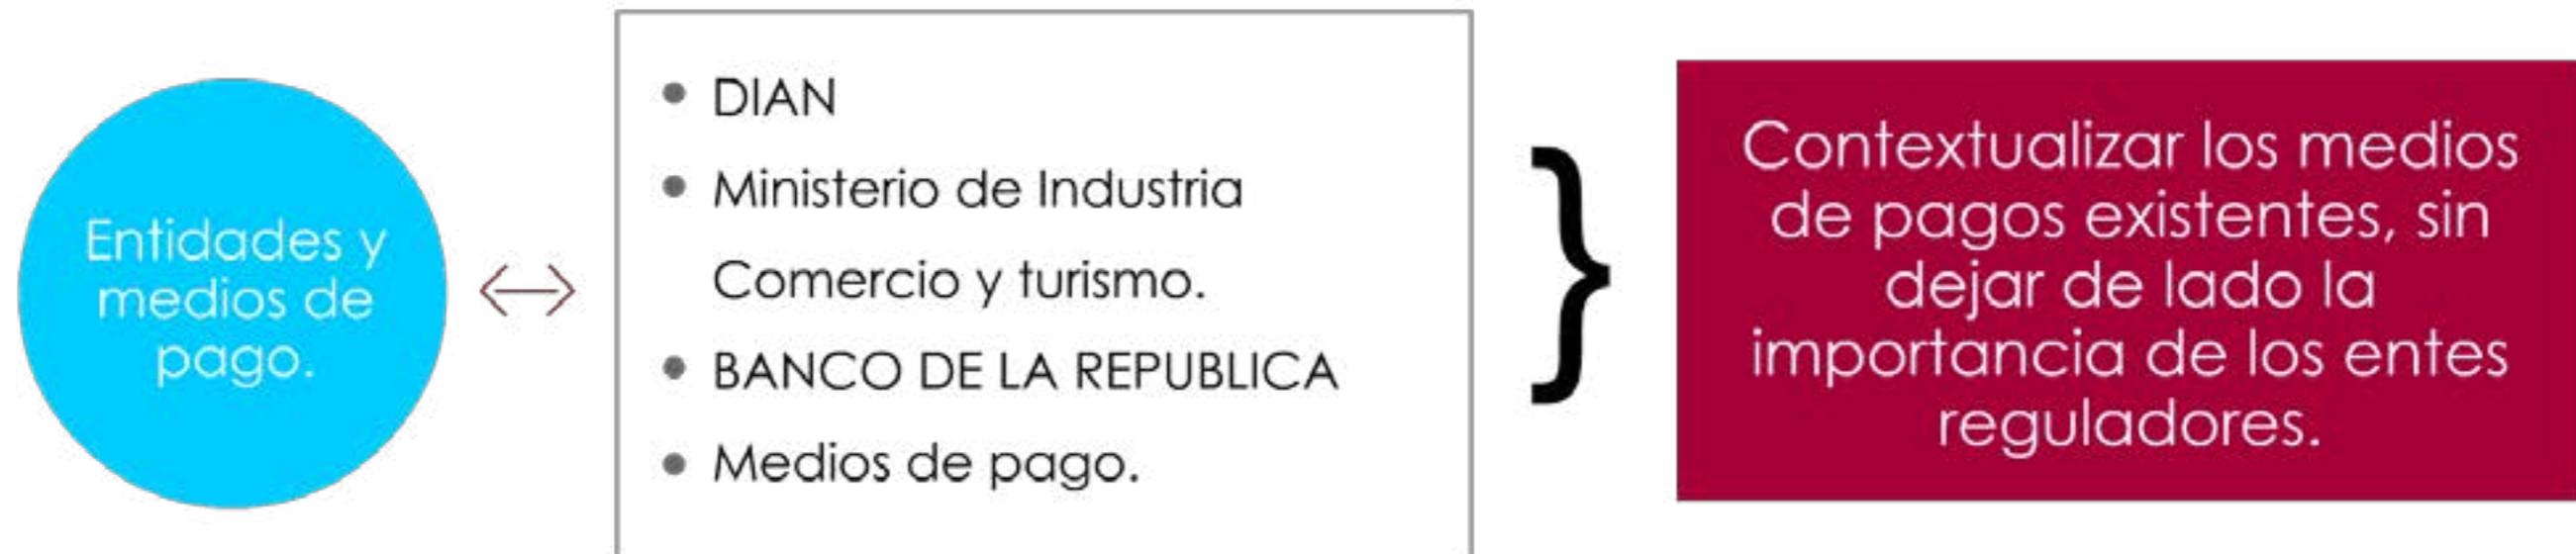 Entidades y
medios de
pago.
• DIAN
• Ministerio de Industria
Comercio y turismo.
• BANCO DE LA REPUBLICA
• Medios de pago.
Contextualizar los medios
de pagos existentes, sin
dejar de lado la
importancia de los entes
reguladores.